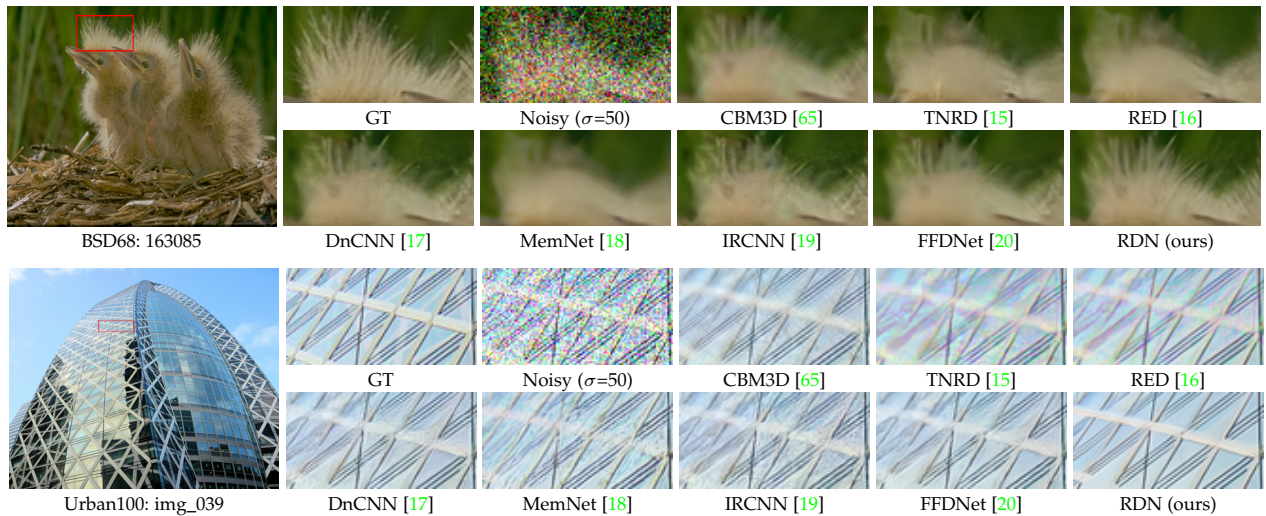 GT Noisy (σ=50) CBM3D [65] TNRD [15] RED [16]
BSD68: 163085 DnCNN [17] MemNet [18] IRCNN [19] FFDNet [20] RDN (ours)
GT Noisy (σ=50) CBM3D [65] TNRD [15] RED [16]
Urban100: img_039 DnCNN [17] MemNet [18] IRCNN [19] FFDNet [20] RDN (ours)